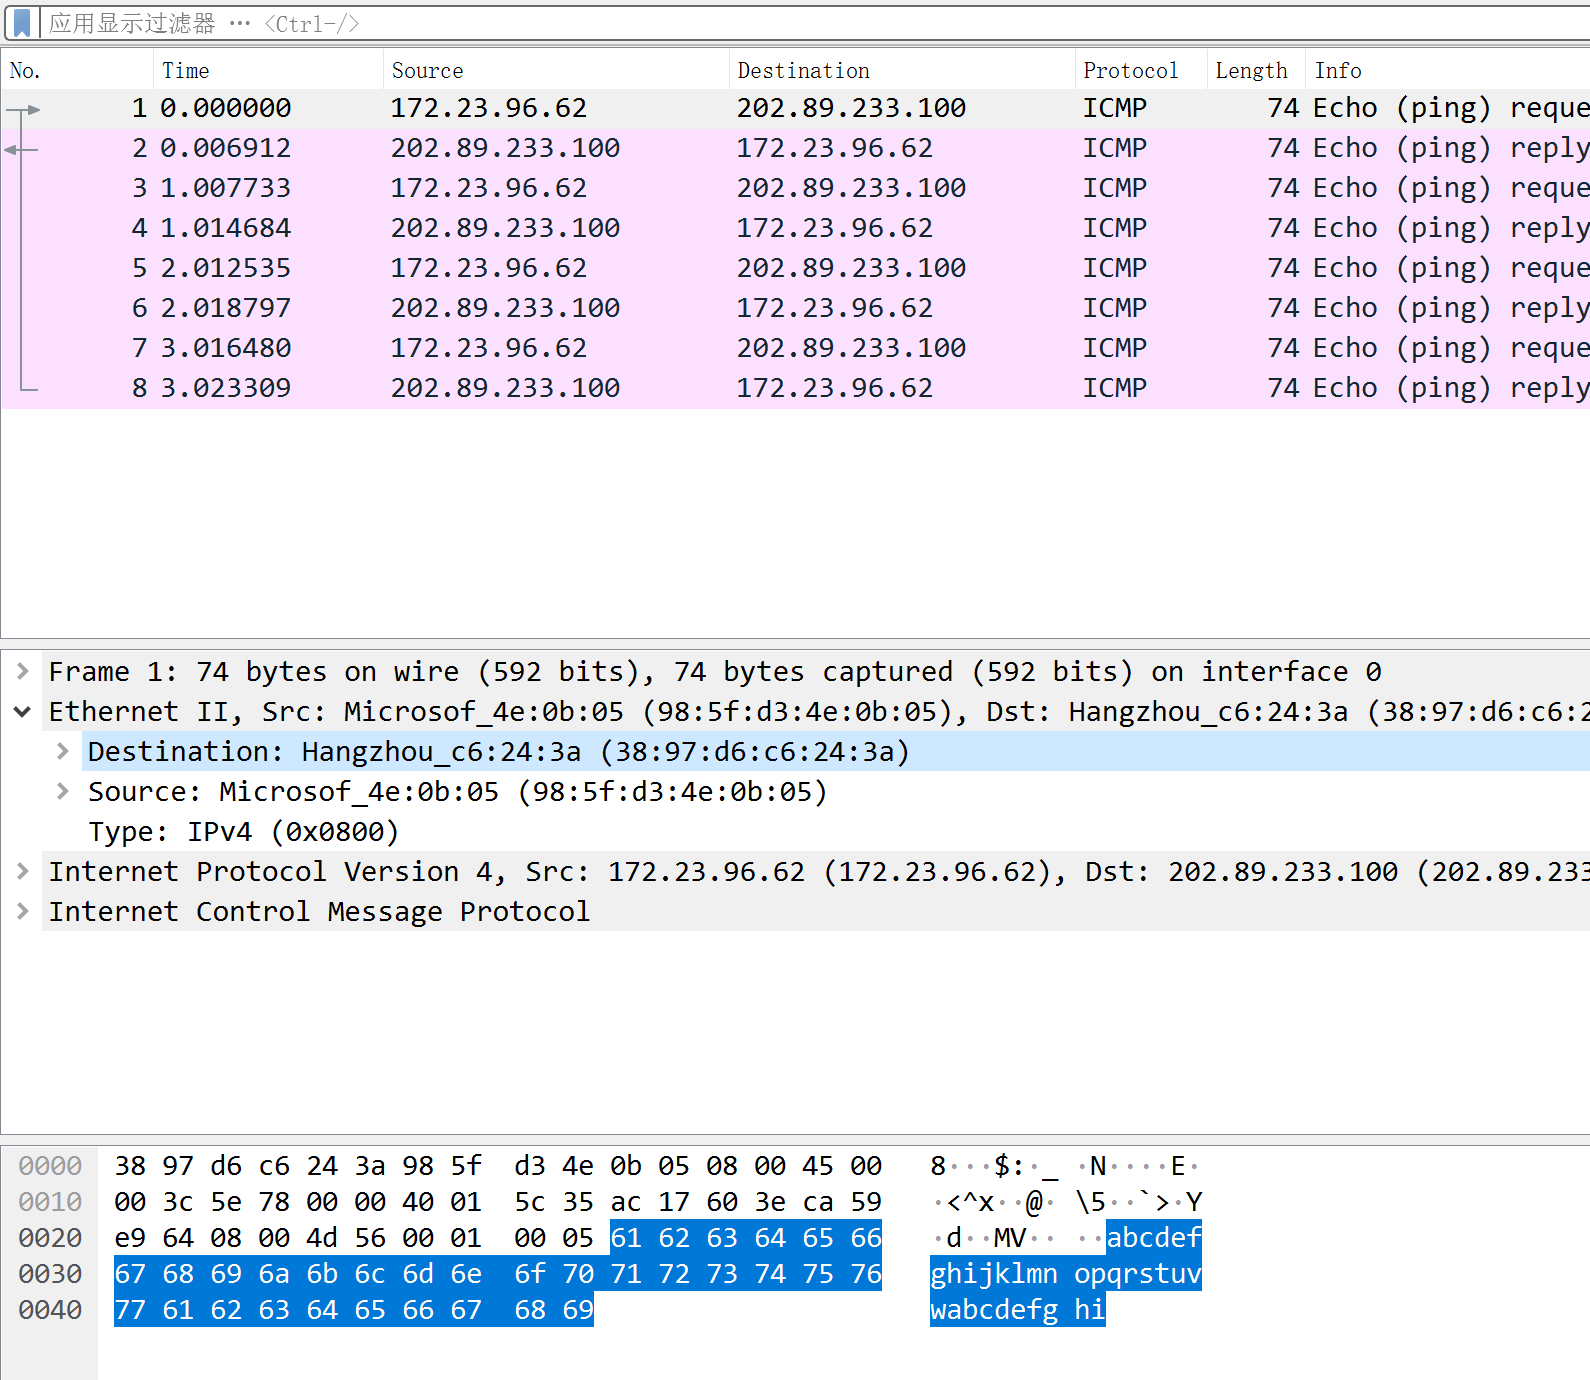 应用显示过滤器 … <Ctrl-/>
No. Time Source Destination Protocol Length Info
1 0.000000 172.23.96.62 202.89.233.100 ICMP 74 Echo (ping) reque
2 0.006912 202.89.233.100 172.23.96.62 ICMP 74 Echo (ping) reply
3 1.007733 172.23.96.62 202.89.233.100 ICMP 74 Echo (ping) reque
4 1.014684 202.89.233.100 172.23.96.62 ICMP 74 Echo (ping) reply
5 2.012535 172.23.96.62 202.89.233.100 ICMP 74 Echo (ping) reque
6 2.018797 202.89.233.100 172.23.96.62 ICMP 74 Echo (ping) reply
7 3.016480 172.23.96.62 202.89.233.100 ICMP 74 Echo (ping) reque
8 3.023309 202.89.233.100 172.23.96.62 ICMP 74 Echo (ping) reply
Frame 1: 74 bytes on wire (592 bits), 74 bytes captured (592 bits) on interface 0
Ethernet II, Src: Microsof_4e:0b:05 (98:5f:d3:4e:0b:05), Dst: Hangzhou_c6:24:3a (38:97:d6:c6:2
Destination: Hangzhou_c6:24:3a (38:97:d6:c6:24:3a)
Source: Microsof_4e:0b:05 (98:5f:d3:4e:0b:05)
Type: IPv4 (0x0800)
Internet Protocol Version 4, Src: 172.23.96.62 (172.23.96.62), Dst: 202.89.233.100 (202.89.233
Internet Control Message Protocol
0000 38 97 d6 c6 24 3a 98 5f d3 4e 0b 05 08 00 45 00 8···$:·_ ·N····E·
0010 00 3c 5e 78 00 00 40 01 5c 35 ac 17 60 3e ca 59 ·<^x··@· \5··`>·Y
0020 e9 64 08 00 4d 56 00 01 00 05 61 62 63 64 65 66 ·d··MV·· ··abcdef
0030 67 68 69 6a 6b 6c 6d 6e 6f 70 71 72 73 74 75 76 ghijklmn opqrstuv
0040 77 61 62 63 64 65 66 67 68 69 wabcdefg hi